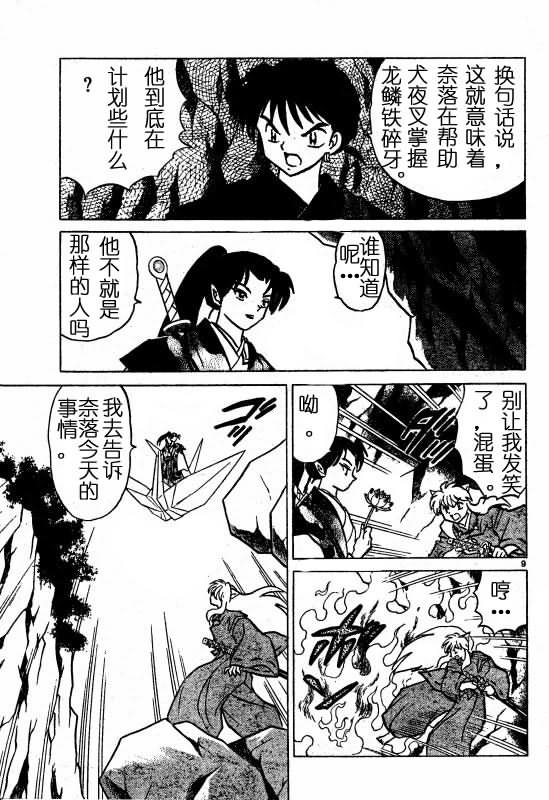 换句话说，
这就意味着
奈落在帮助
犬夜叉掌握
龙鳞铁碎牙。
他到底在
计划些什么
？
谁知道
呢…
他不就是
那样的人吗
别让我发笑
了，混蛋。
呦。
9
哼…
我去告诉
奈落今天的
事情。